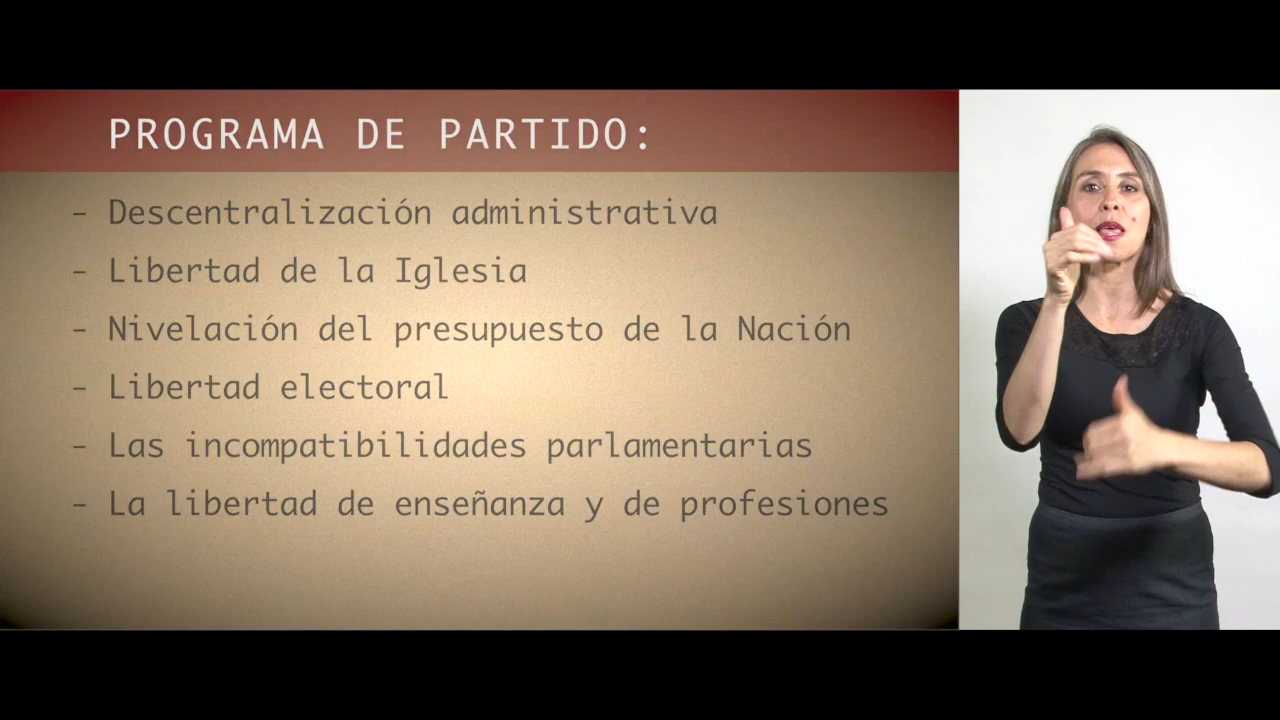 PROGRAMA DE PARTIDO:
- Descentralización administrativa
- Libertad de la Iglesia
- Nivelación del presupuesto de la Nación
- Libertad electoral
- Las incompatibilidades parlamentarias
- La libertad de enseñanza y de profesiones